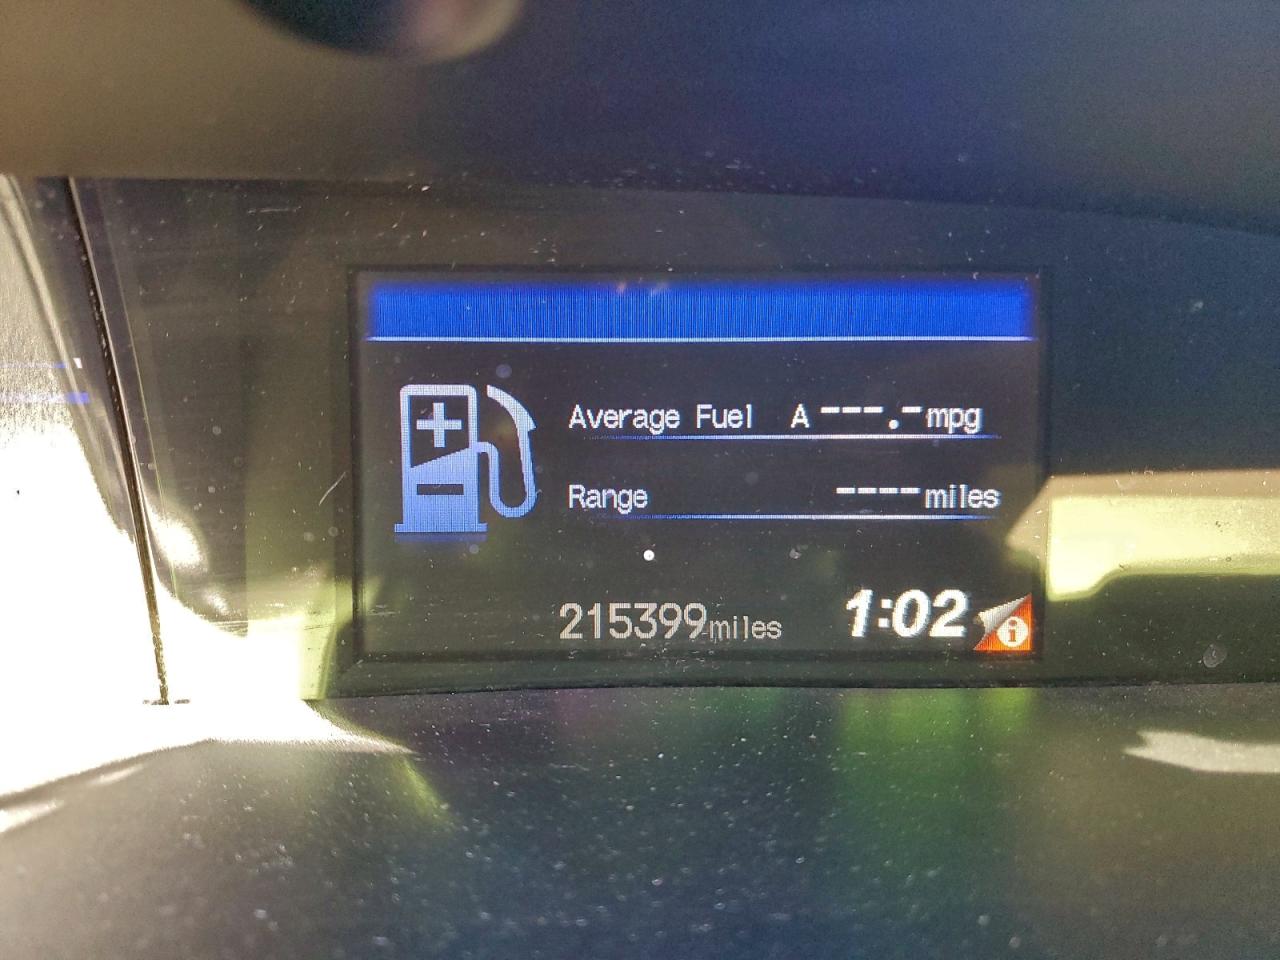 Average Fuel A ---.- mpg
Range ---- miles
215399 miles 1:02 i